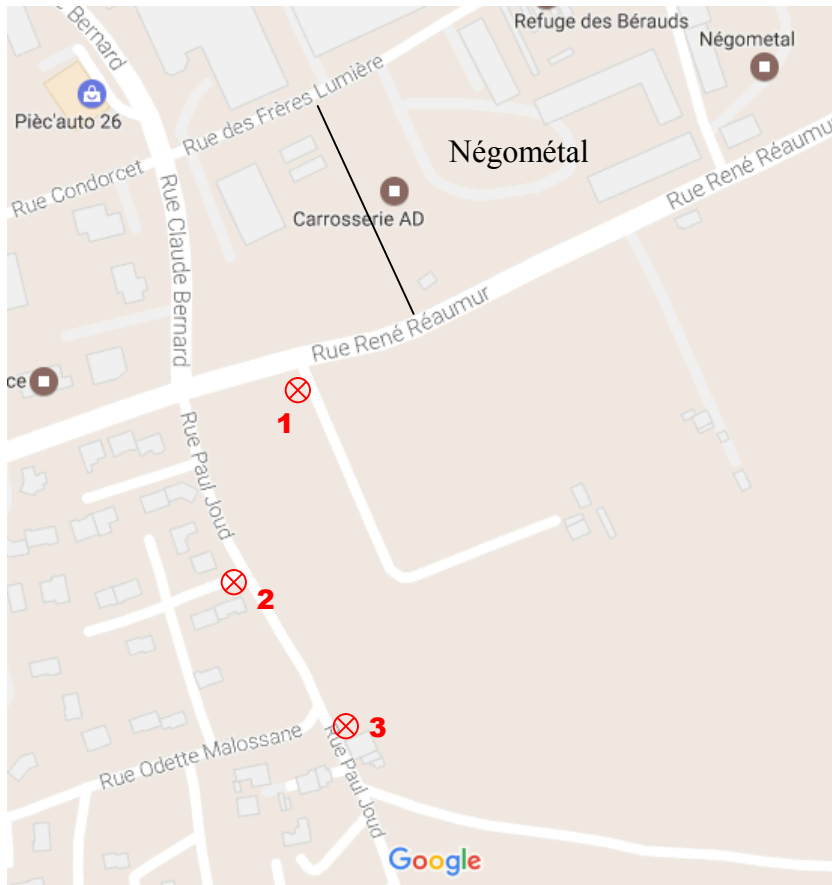 Bernard
Refuge des Bérauds
Négometal
Pièc'auto 26
Rue des Frères Lumière
Négométal
Rue Condorcet
Rue René Réaumur
Carrosserie AD
Rue Claude Bernard
Rue René Réaumur
ce
1
Rue Paul Joud
2
3
Rue Odette Malossane
Rue Paul Joud
Google